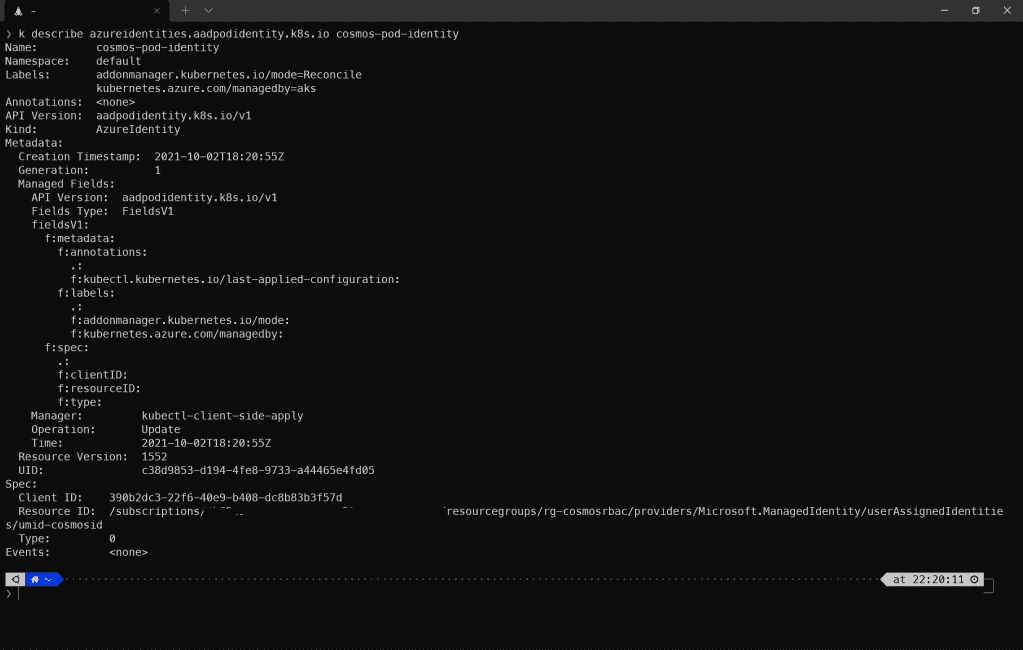 ~
❯ k describe azureidentities.aadpodidentity.k8s.io cosmos-pod-identity
Name:         cosmos-pod-identity
Namespace:    default
Labels:       addonmanager.kubernetes.io/mode=Reconcile
              kubernetes.azure.com/managedby=aks
Annotations:  <none>
API Version:  aadpodidentity.k8s.io/v1
Kind:         AzureIdentity
Metadata:
  Creation Timestamp:  2021-10-02T18:20:55Z
  Generation:          1
  Managed Fields:
    API Version:  aadpodidentity.k8s.io/v1
    Fields Type:  FieldsV1
    fieldsV1:
      f:metadata:
        f:annotations:
          .:
          f:kubectl.kubernetes.io/last-applied-configuration:
        f:labels:
          .:
          f:addonmanager.kubernetes.io/mode:
          f:kubernetes.azure.com/managedby:
      f:spec:
        .:
        f:clientID:
        f:resourceID:
        f:type:
    Manager:         kubectl-client-side-apply
    Operation:       Update
    Time:            2021-10-02T18:20:55Z
  Resource Version:  1552
  UID:               c38d9853-d194-4fe8-9733-a44465e4fd05
Spec:
  Client ID:    390b2dc3-22f6-40e9-b408-dc8b83b3f57d
  Resource ID:  /subscriptions/ resourcegroups/rg-cosmosrbac/providers/Microsoft.ManagedIdentity/userAssignedIdentitie
s/umid-cosmosid
  Type:         0
Events:         <none>
~ at 22:20:11
❯